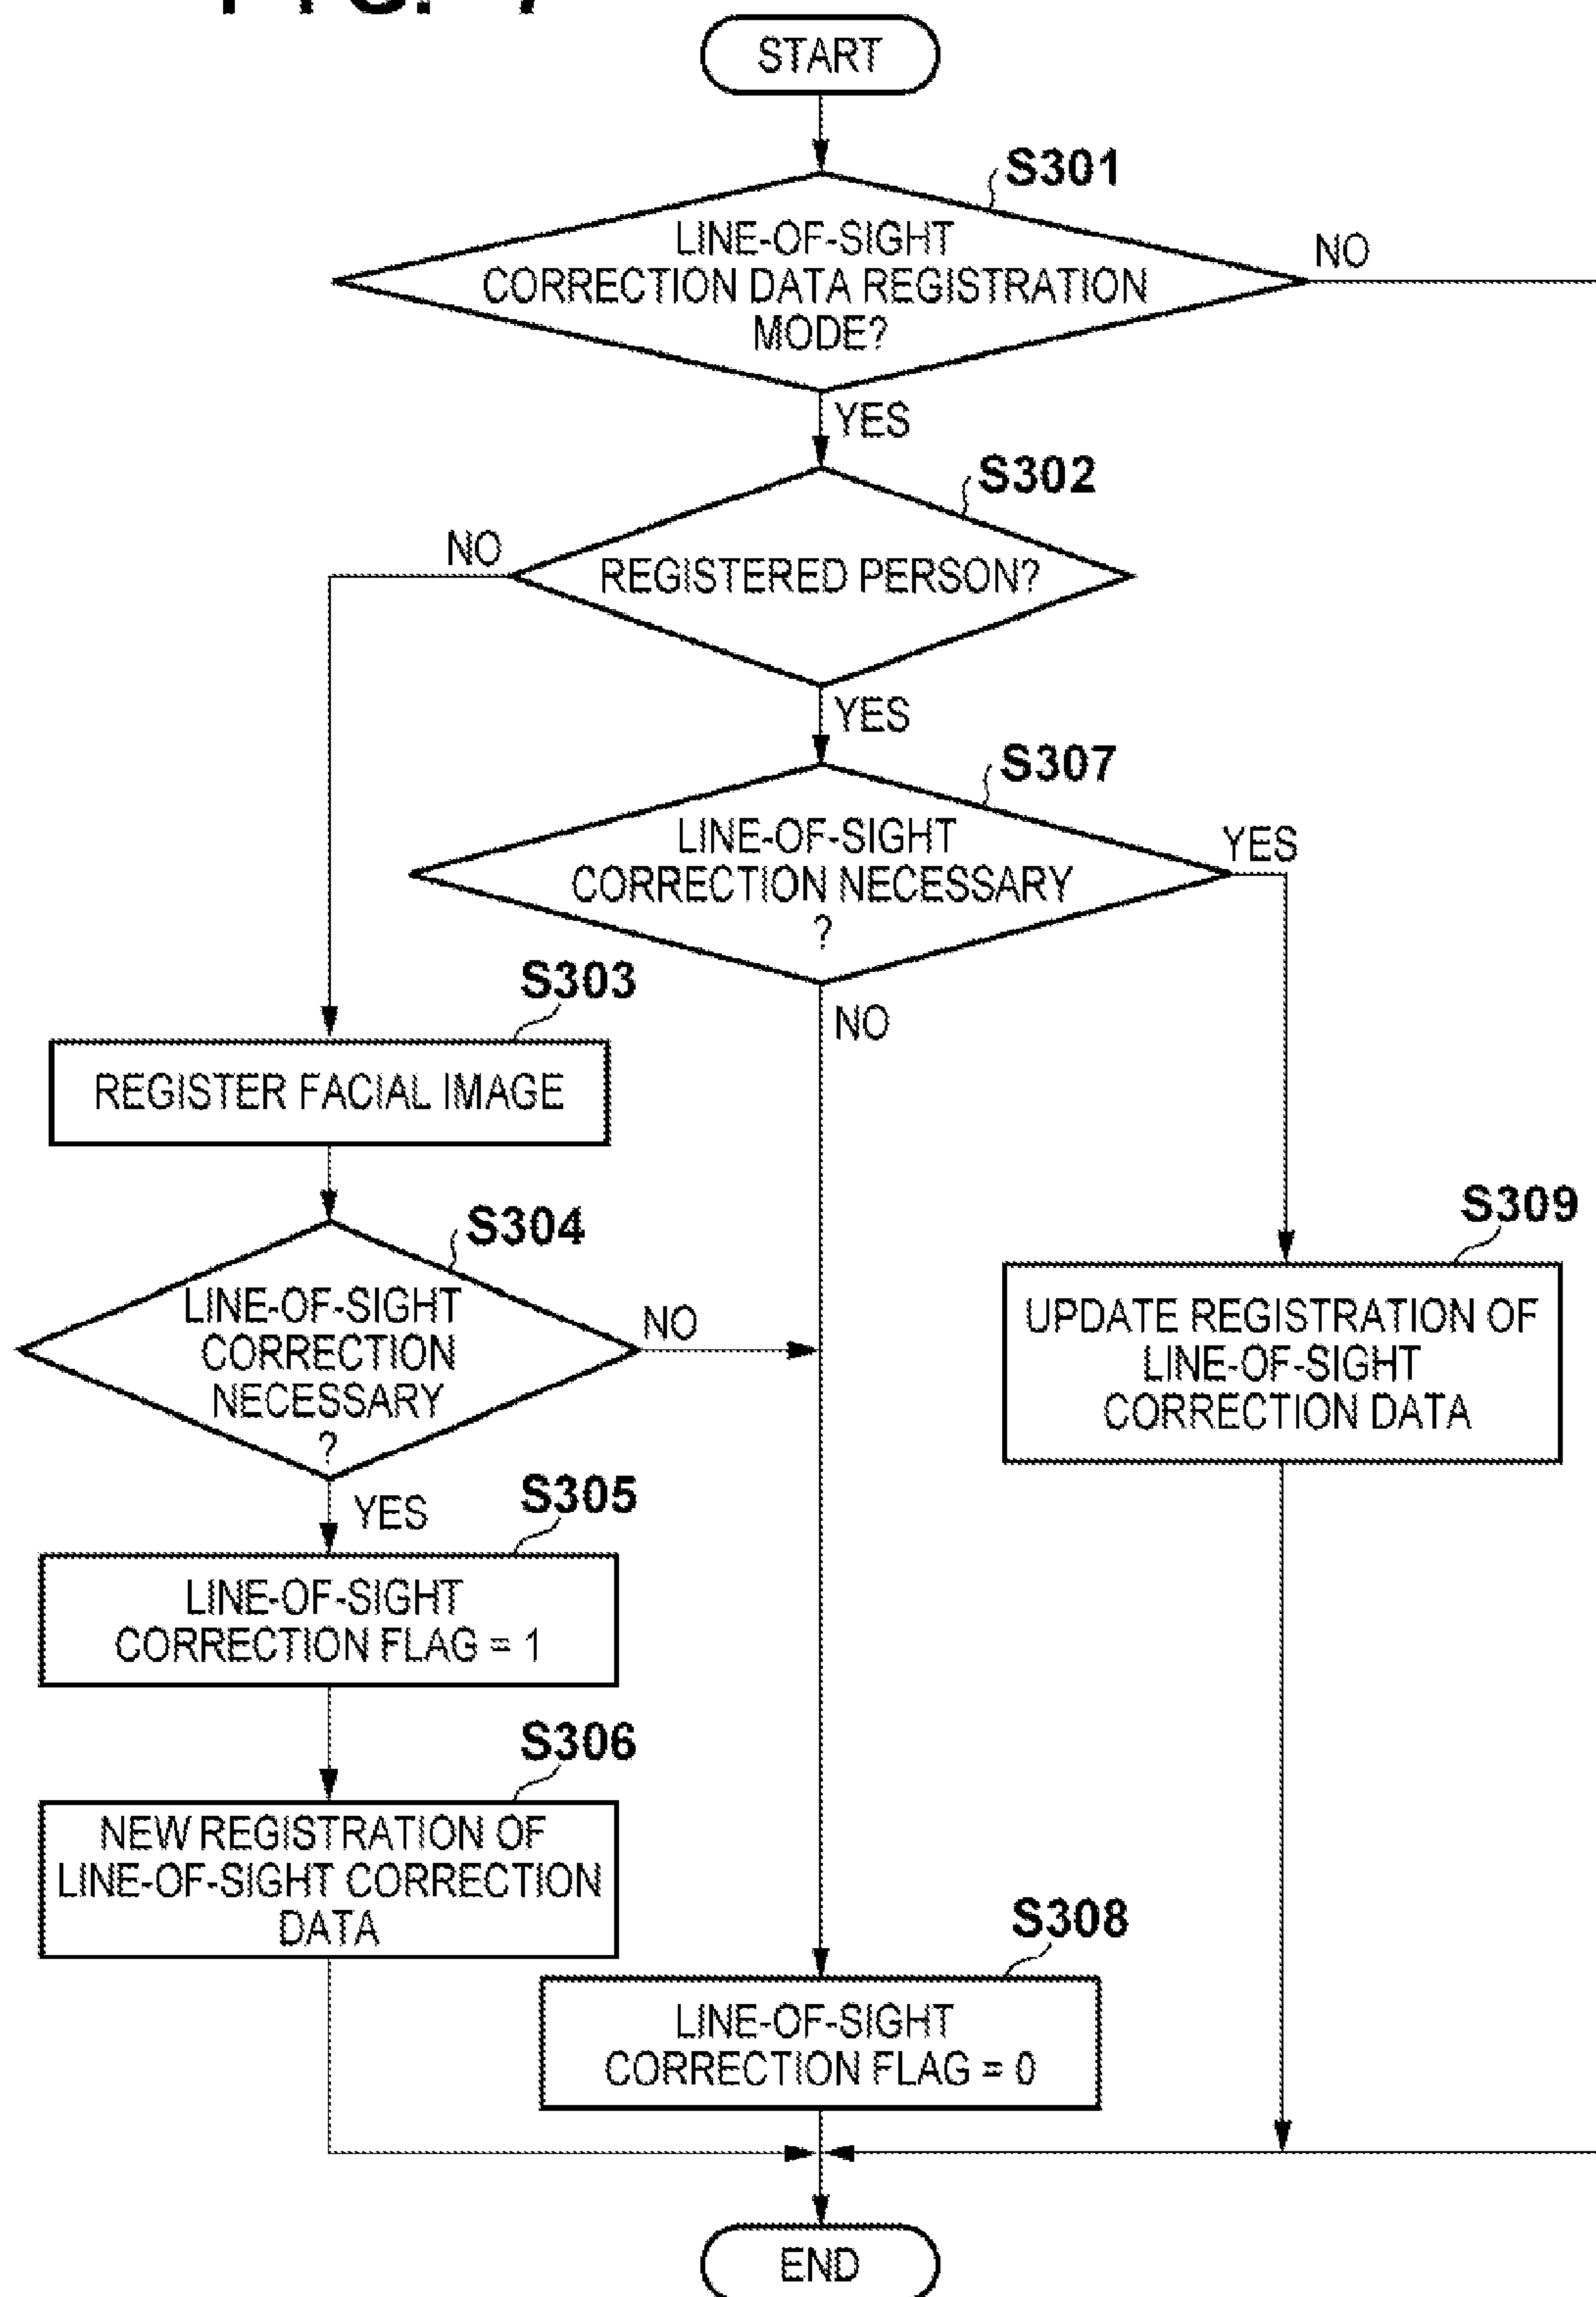 START
S301
LINE-OF-SIGHT
CORRECTION DATA REGISTRATION
MODE?
NO
YES
S302
NO
REGISTERED PERSON?
YES
S307
LINE-OF-SIGHT
CORRECTION NECESSARY
?
YES
NO
S303
REGISTER FACIAL IMAGE
S304
LINE-OF-SIGHT
CORRECTION
NECESSARY
?
NO
YES
S309
UPDATE REGISTRATION OF
LINE-OF-SIGHT
CORRECTION DATA
S305
LINE-OF-SIGHT
CORRECTION FLAG = 1
S306
NEW REGISTRATION OF
LINE-OF-SIGHT CORRECTION
DATA
S308
LINE-OF-SIGHT
CORRECTION FLAG = 0
END